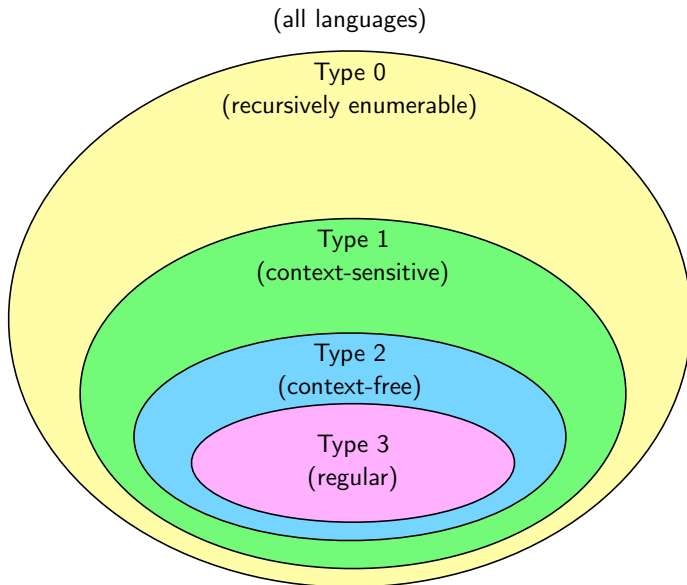 (all languages)
Type 0
(recursively enumerable)
Type 1
(context-sensitive)
Type 2
(context-free)
Type 3
(regular)